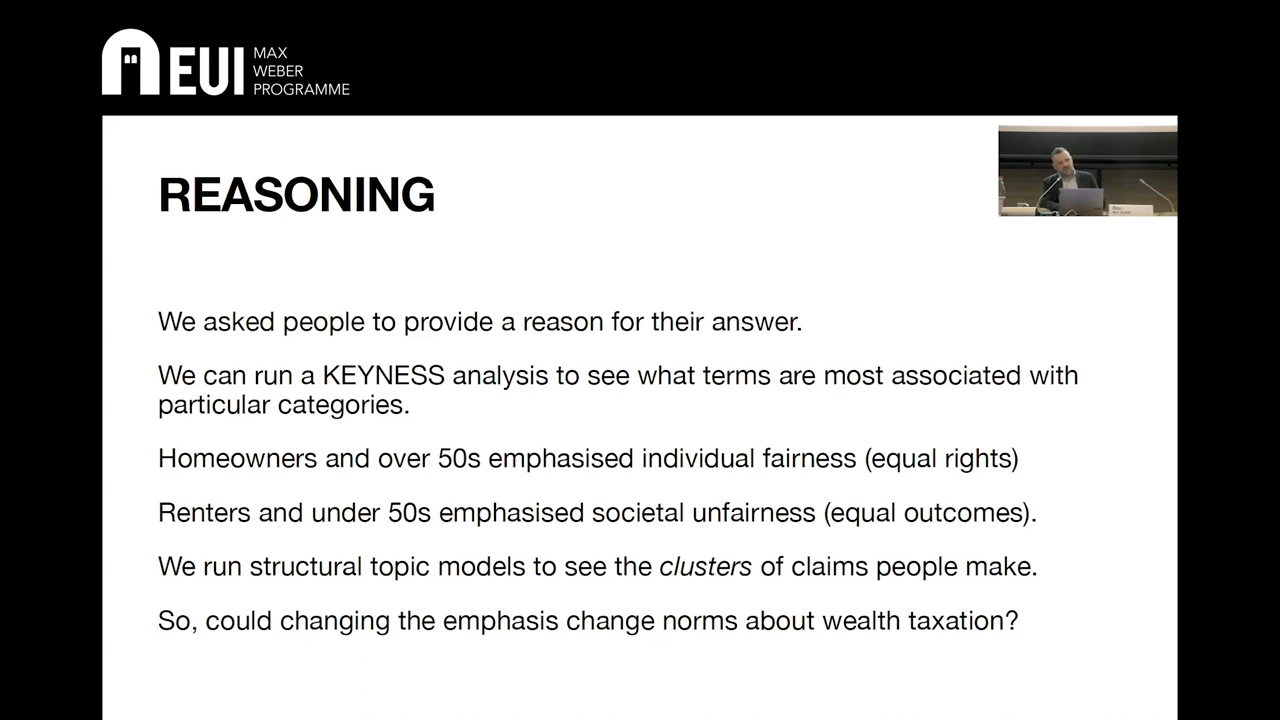 EUI
MAX
WEBER
PROGRAMME
REASONING
We asked people to provide a reason for their answer.
We can run a KEYNESS analysis to see what terms are most associated with
particular categories.
Homeowners and over 50s emphasised individual fairness (equal rights)
Renters and under 50s emphasised societal unfairness (equal outcomes).
We run structural topic models to see the clusters of claims people make.
So, could changing the emphasis change norms about wealth taxation?